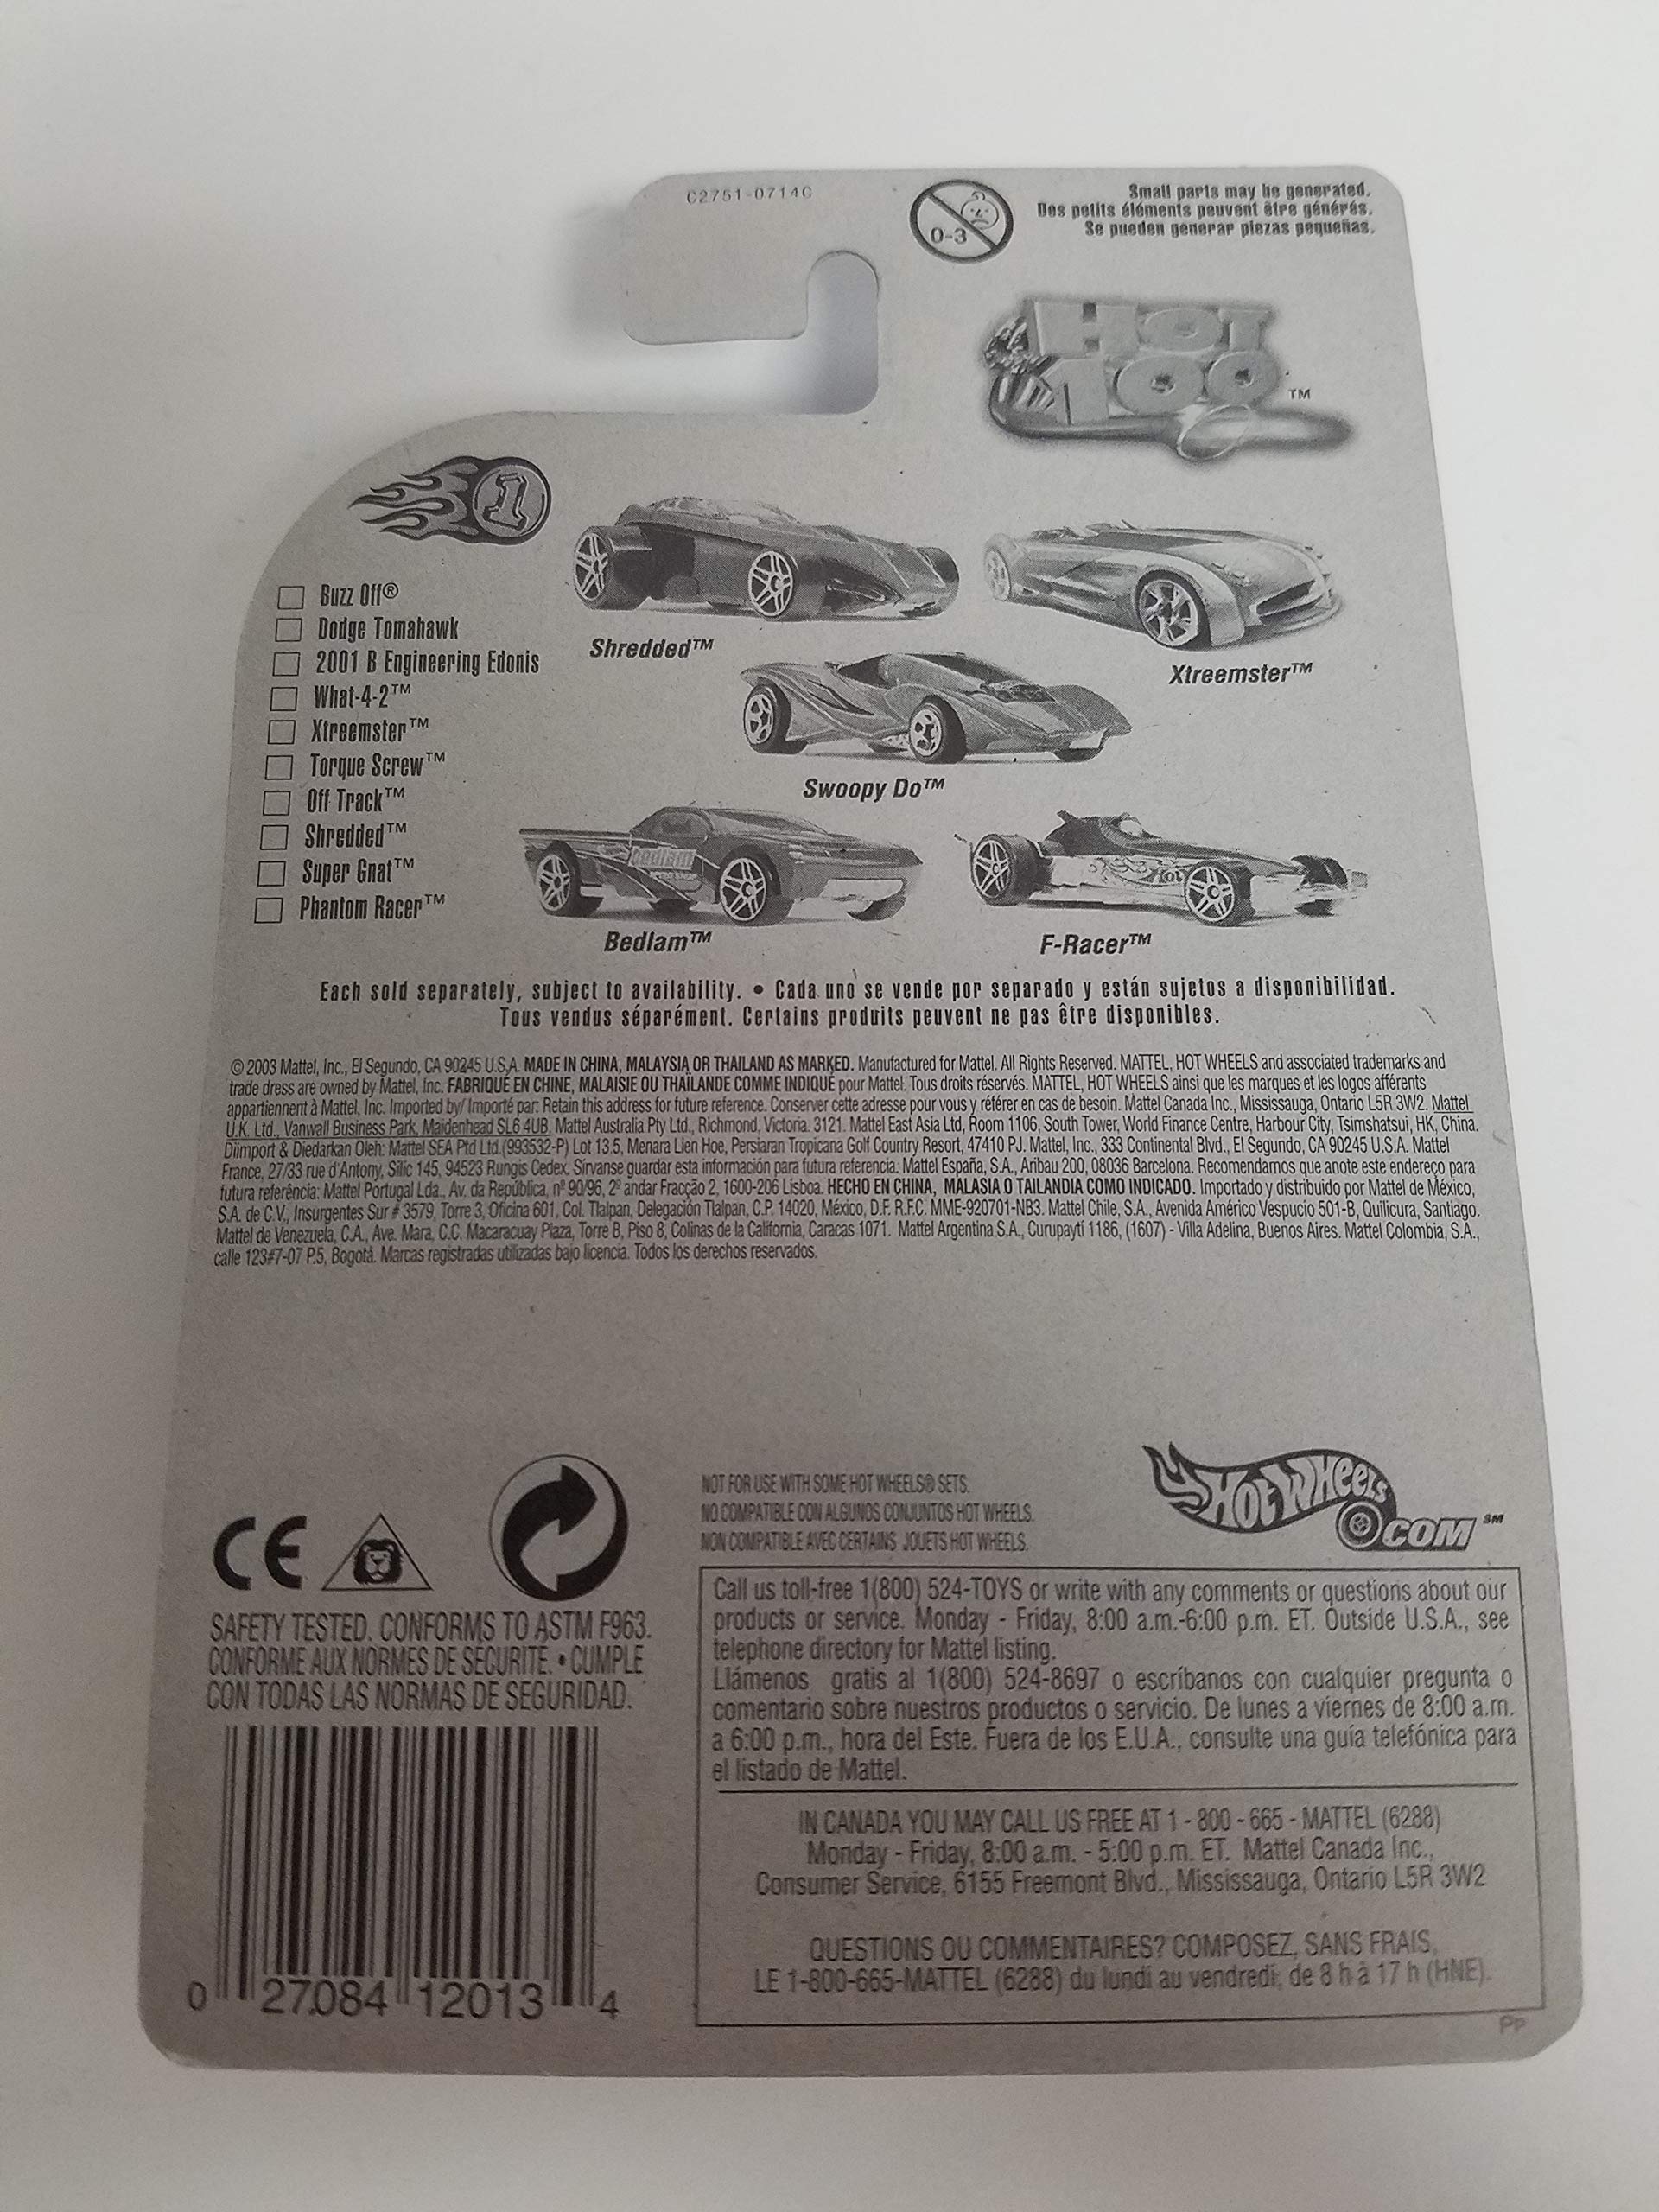 C2751-0714C
0-3
Small parts may be generated.
Des petits éléments peuvent être générés.
Se pueden generar piezas pequeñas.
HOT
100 ™
1
Buzz Off®
Dodge Tomahawk
2001 B Engineering Edonis
What-4-2™
Xtreemster™
Torque Screw™
Off Track™
Shredded™
Super Gnat™
Phantom Racer™
Shredded™
Xtreemster™
Swoopy Do™
Bedlam
Bedlam™
Hot
F-Racer™
Each sold separately, subject to availability. • Cada uno se vende por separado y están sujetos a disponibilidad.
Tous vendus séparément. Certains produits peuvent ne pas être disponibles.
© 2003 Mattel, Inc., El Segundo, CA 90245 U.S.A. MADE IN CHINA, MALAYSIA OR THAILAND AS MARKED. Manufactured for Mattel. All Rights Reserved. MATTEL, HOT WHEELS and associated trademarks and
trade dress are owned by Mattel, Inc. FABRIQUÉ EN CHINE, MALAISIE OU THAÏLANDE COMME INDIQUÉ pour Mattel. Tous droits réservés. MATTEL, HOT WHEELS ainsi que les marques et les logos afférents
appartiennent à Mattel, Inc. Imported by/ Importé par: Retain this address for future reference. Conserver cette adresse pour vous y référer en cas de besoin. Mattel Canada Inc., Mississauga, Ontario L5R 3W2. Mattel
U.K. Ltd., Vanwall Business Park, Maidenhead SL6 4UB. Mattel Australia Pty Ltd., Richmond, Victoria. 3121. Mattel East Asia Ltd, Room 1106, South Tower, World Finance Centre, Harbour City, Tsimshatsui, HK, China.
Diimport & Diedarkan Oleh: Mattel SEA Ptd Ltd.(993532-P) Lot 13.5, Menara Lien Hoe, Persiaran Tropicana Golf Country Resort, 47410 PJ. Mattel, Inc., 333 Continental Blvd., El Segundo, CA 90245 U.S.A. Mattel
France, 27/33 rue d'Antony, Silic 145, 94523 Rungis Cedex. Sírvanse guardar esta información para futura referencia. Mattel España, S.A., Aribau 200, 08036 Barcelona. Recomendamos que anote este endereço para
futura referência: Mattel Portugal Lda., Av. da República, nº 90/96, 2º andar Fracção 2, 1600-206 Lisboa. HECHO EN CHINA, MALASIA O TAILANDIA COMO INDICADO. Importado y distribuido por Mattel de México,
S.A. de C.V., Insurgentes Sur # 3579, Torre 3, Oficina 601, Col. Tlalpan, Delegación Tlalpan, C.P. 14020, México, D.F. R.F.C. MME-920701-NB3. Mattel Chile, S.A., Avenida Américo Vespucio 501-B, Quilicura, Santiago.
Mattel de Venezuela, C.A., Ave. Mara, C.C. Macaracuay Plaza, Torre B, Piso 8, Colinas de la California, Caracas 1071. Mattel Argentina S.A., Curupaytí 1186, (1607) - Villa Adelina, Buenos Aires. Mattel Colombia, S.A.,
calle 123#7-07 P.5, Bogotá. Marcas registradas utilizadas bajo licencia. Todos los derechos reservados.
CE
SAFETY TESTED. CONFORMS TO ASTM F963.
CONFORME AUX NORMES DE SÉCURITÉ. • CUMPLE
CON TODAS LAS NORMAS DE SEGURIDAD.
0 27084 12013 4
NOT FOR USE WITH SOME HOT WHEELS® SETS.
NO COMPATIBLE CON ALGUNOS CONJUNTOS HOT WHEELS.
NON COMPATIBLE AVEC CERTAINS JOUETS HOT WHEELS.
HOT WHEELS
.COM SM
Call us toll-free 1(800) 524-TOYS or write with any comments or questions about our
products or service. Monday - Friday, 8:00 a.m.-6:00 p.m. ET. Outside U.S.A., see
telephone directory for Mattel listing.
Llámenos gratis al 1(800) 524-8697 o escríbanos con cualquier pregunta o
comentario sobre nuestros productos o servicio. De lunes a viernes de 8:00 a.m.
a 6:00 p.m., hora del Este. Fuera de los E.U.A., consulte una guía telefónica para
el listado de Mattel.
IN CANADA YOU MAY CALL US FREE AT 1 - 800 - 665 - MATTEL (6288)
Monday - Friday, 8:00 a.m. - 5:00 p.m. ET. Mattel Canada Inc.,
Consumer Service, 6155 Freemont Blvd., Mississauga, Ontario L5R 3W2
QUESTIONS OU COMMENTAIRES? COMPOSEZ, SANS FRAIS,
LE 1-800-665-MATTEL (6288) du lundi au vendredi, de 8 h à 17 h (HNE).
PP